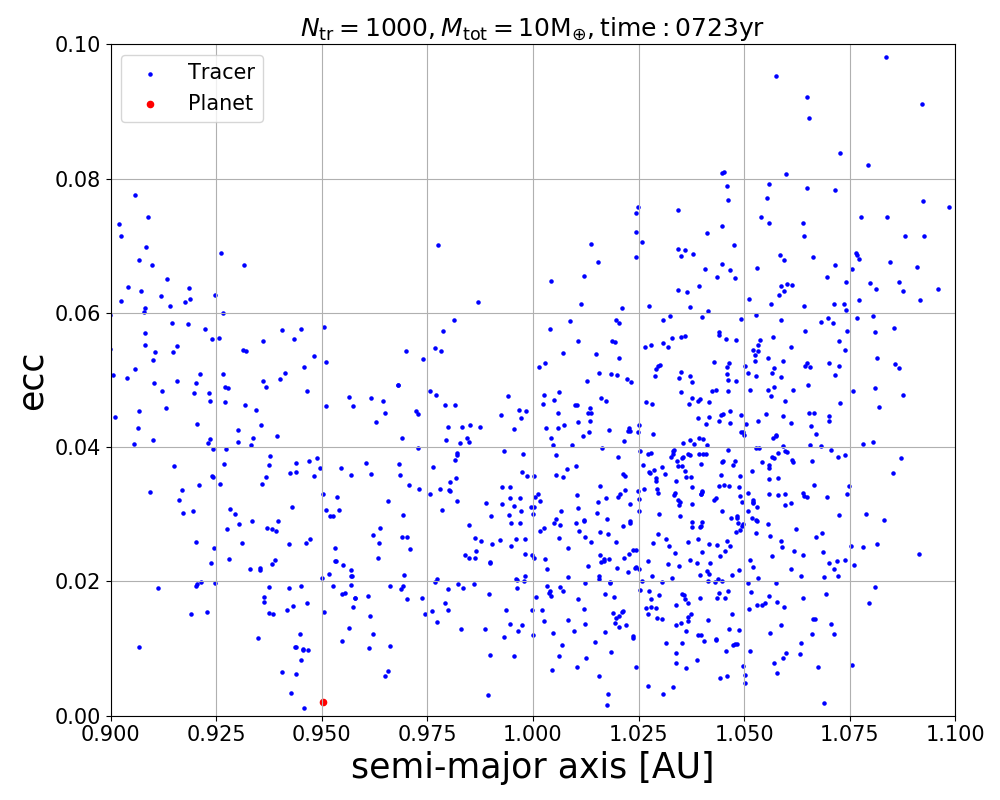 N_tr = 1000, M_tot = 10M_⊕, time : 0723yr
Tracer
Planet
ecc
0.10
0.08
0.06
0.04
0.02
0.00
0.900 0.925 0.950 0.975 1.000 1.025 1.050 1.075 1.100
semi-major axis [AU]